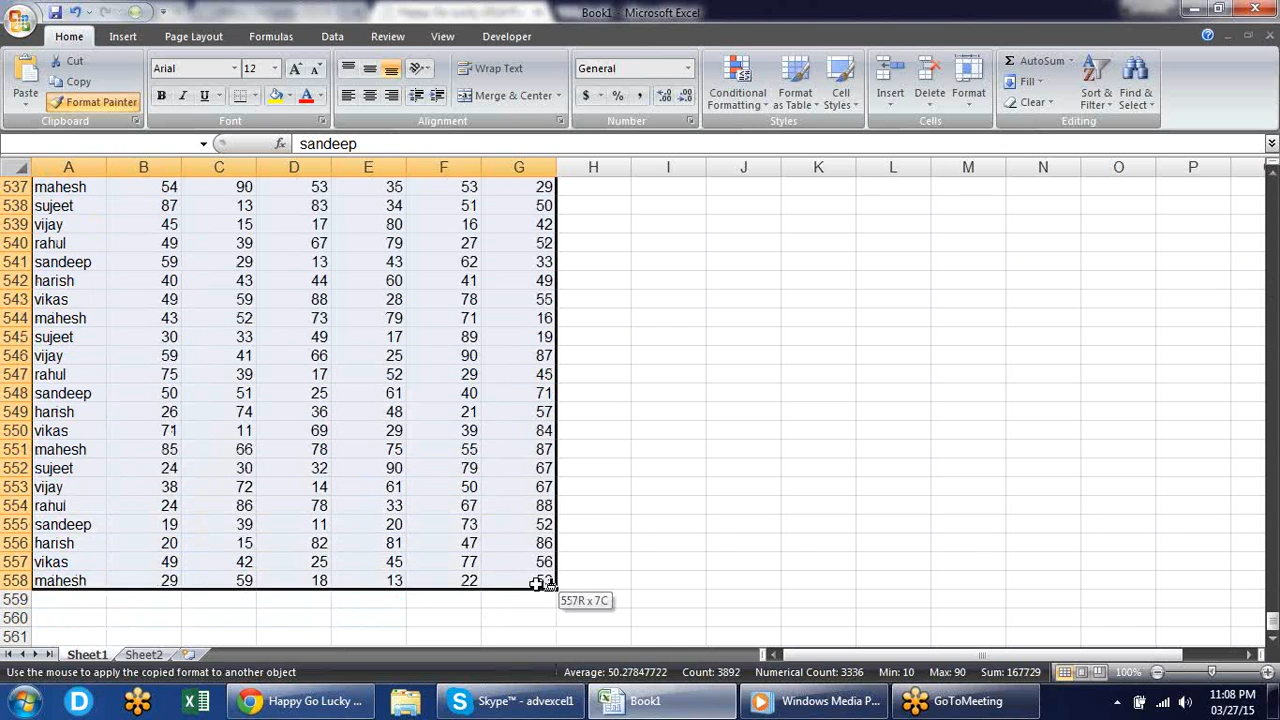 Book1 - Microsoft Excel
Home Insert Page Layout Formulas Data Review View Developer
Paste Cut Arial 12 Wrap Text General Conditional Formatting Format as Table Cell Styles Insert Delete Format AutoSum Sort & Filter Find & Select
Copy B I U Merge & Center $ % , Fill
Format Painter Clear
Clipboard Font Alignment Number Styles Cells Editing
fx sandeep
A B C D E F G H I J K L M N O P
537 mahesh 54 90 53 35 53 29
538 sujeet 87 13 83 34 51 50
539 vijay 45 15 17 80 16 42
540 rahul 49 39 67 79 27 52
541 sandeep 59 29 13 43 62 33
542 harish 40 43 44 60 41 49
543 vikas 49 59 88 28 78 55
544 mahesh 43 52 73 79 71 16
545 sujeet 30 33 49 17 89 19
546 vijay 59 41 66 25 90 87
547 rahul 75 39 17 52 29 45
548 sandeep 50 51 25 61 40 71
549 harish 26 74 36 48 21 57
550 vikas 71 11 69 29 39 84
551 mahesh 85 66 78 75 55 87
552 sujeet 24 30 32 90 79 67
553 vijay 38 72 14 61 50 67
554 rahul 24 86 78 33 67 88
555 sandeep 19 39 11 20 73 52
556 harish 20 15 82 81 47 86
557 vikas 49 42 25 45 77 56
558 mahesh 29 59 18 13 22
559
557R x 7C
560
561
Sheet1 Sheet2
Use the mouse to apply the copied format to another object Average: 50.27847722 Count: 3892 Numerical Count: 3336 Min: 10 Max: 90 Sum: 167729 100%
Happy Go Lucky ... Skype™ - advexcel1 Book1 Windows Media P... GoToMeeting 11:08 PM
03/27/15